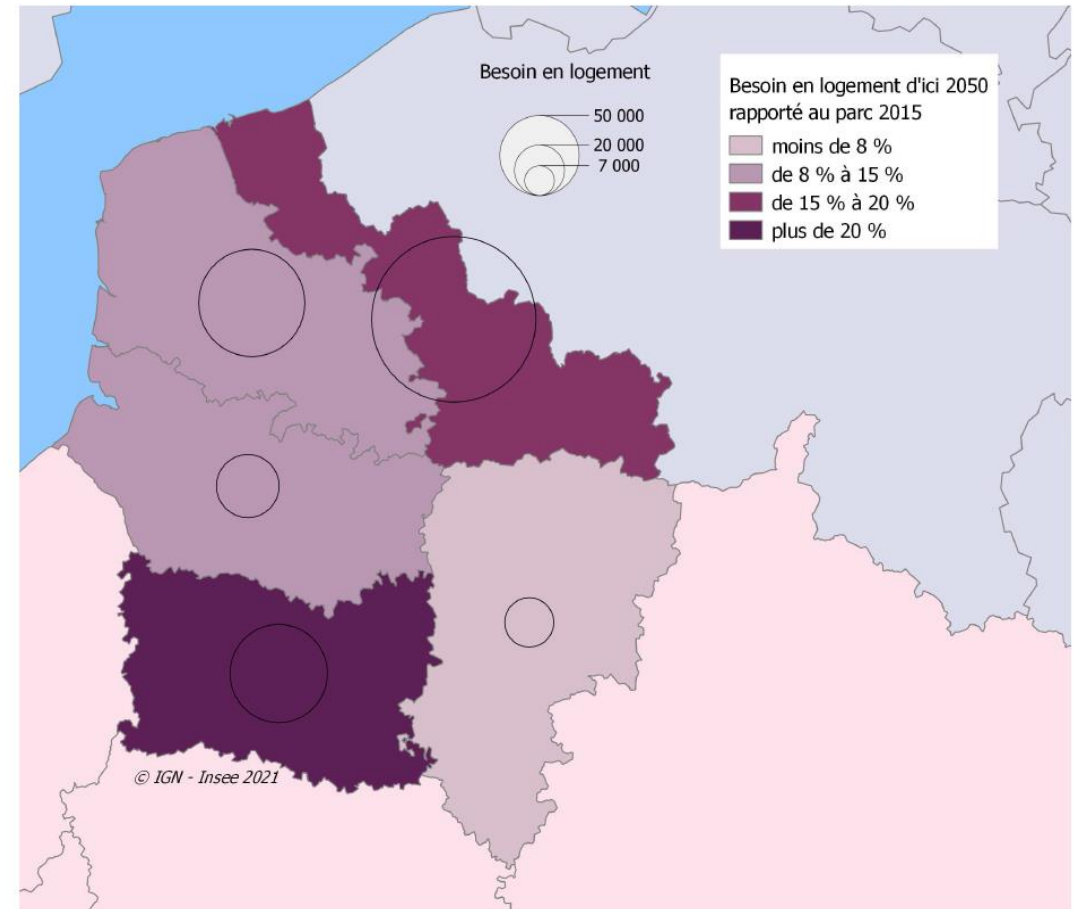 Besoin en logement
50 000
20 000
7 000
Besoin en logement d'ici 2050
rapporté au parc 2015
moins de 8 %
de 8 % à 15 %
de 15 % à 20 %
plus de 20 %
© IGN - Insee 2021